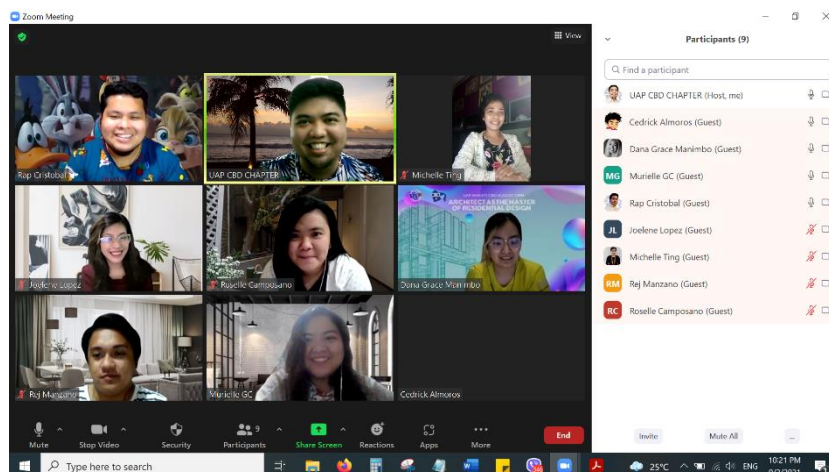 Zoom Meeting
View
Participants (9)
Find a participant
UAP CBD CHAPTER (Host, me)
Cedrick Almoros (Guest)
Dana Grace Manimbo (Guest)
MG Murielle GC (Guest)
Rap Cristobal (Guest)
JL Joelene Lopez (Guest)
Michelle Ting (Guest)
RM Rej Manzano (Guest)
RC Roselle Camposano (Guest)
Rap Cristobal
UAP CBD CHAPTER
Michelle Ting
ARCHITECT AS THE MASTER
OF RESIDENTIAL DESIGN
Joelene Lopez
Roselle Camposano
Dana Grace Manimbo
Rej Manzano
Murielle GC
Cedrick Almoros
9
Mute
Stop Video
Security
Participants
Share Screen
Reactions
Apps
More
End
Invite
Mute All
...
Type here to search
25°C
ENG
10:21 PM